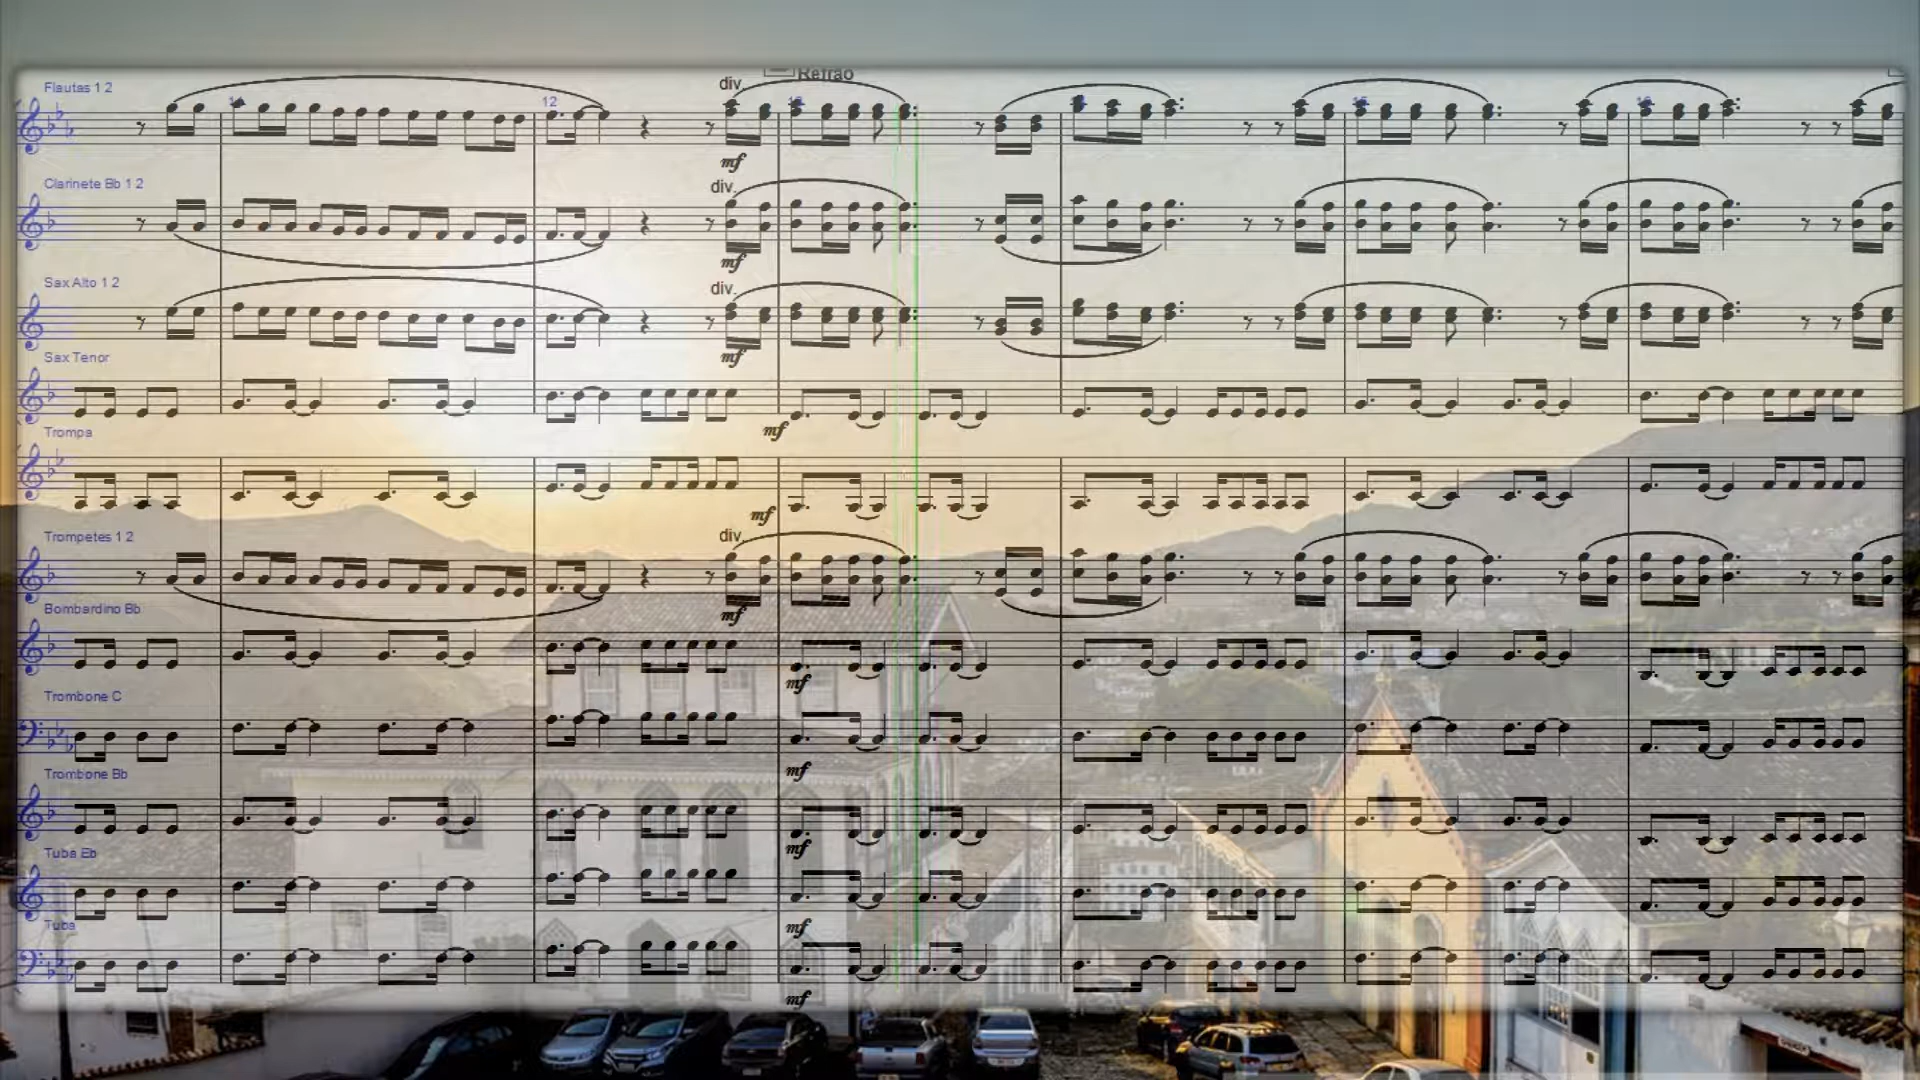 Refrão
Flautas 1 2
div.
12
mf
Clarinete Bb 1 2
div.
mf
Sax Alto 1 2
div.
mf
Sax Tenor
mf
Trompa
mf
Trompetes 1 2
div.
mf
Bombardino Bb
mf
Trombone C
mf
Trombone Bb
mf
Tuba Eb
mf
Tuba
mf